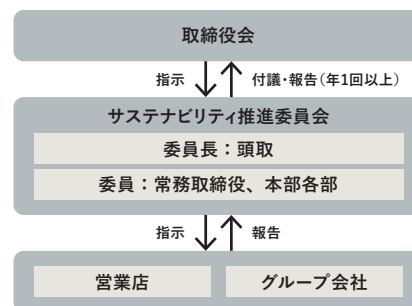 取締役会
指示 付議・報告（年1回以上）
サステナビリティ推進委員会
委員長：頭取
委員：常務取締役、本部各部
指示 報告
営業店 グループ会社